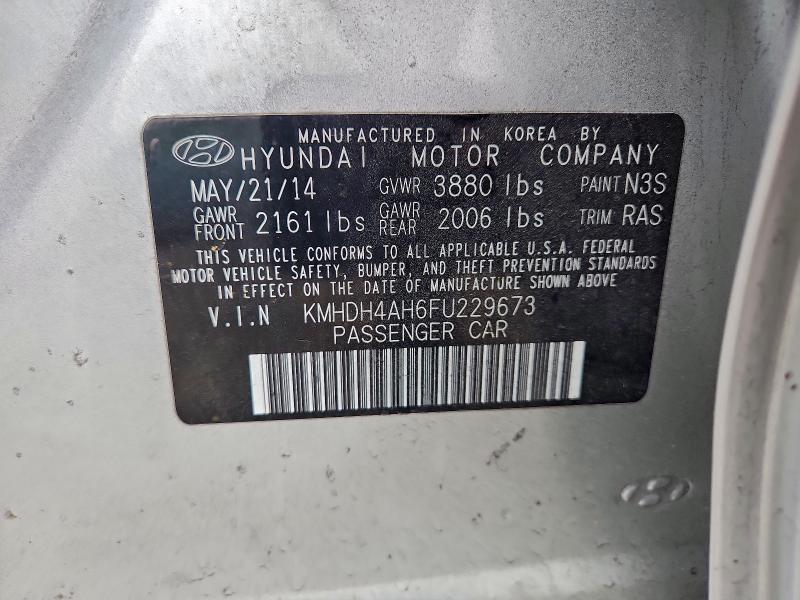 MANUFACTURED IN KOREA BY
HYUNDAI MOTOR COMPANY
MAY/21/14 GVWR 3880 lbs PAINT N3S
GAWR FRONT 2161 lbs GAWR REAR 2006 lbs TRIM RAS
THIS VEHICLE CONFORMS TO ALL APPLICABLE U.S.A. FEDERAL
MOTOR VEHICLE SAFETY, BUMPER, AND THEFT PREVENTION STANDARDS
IN EFFECT ON THE DATE OF MANUFACTURE SHOWN ABOVE
V.I.N KMHDH4AH6FU229673
PASSENGER CAR